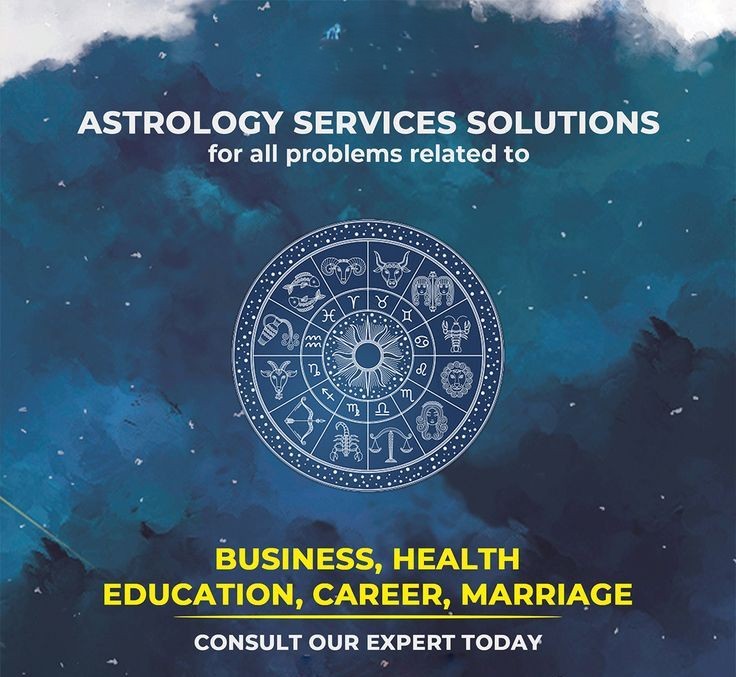 ASTROLOGY SERVICES SOLUTIONS
for all problems related to
BUSINESS, HEALTH
EDUCATION, CAREER, MARRIAGE
CONSULT OUR EXPERT TODAY